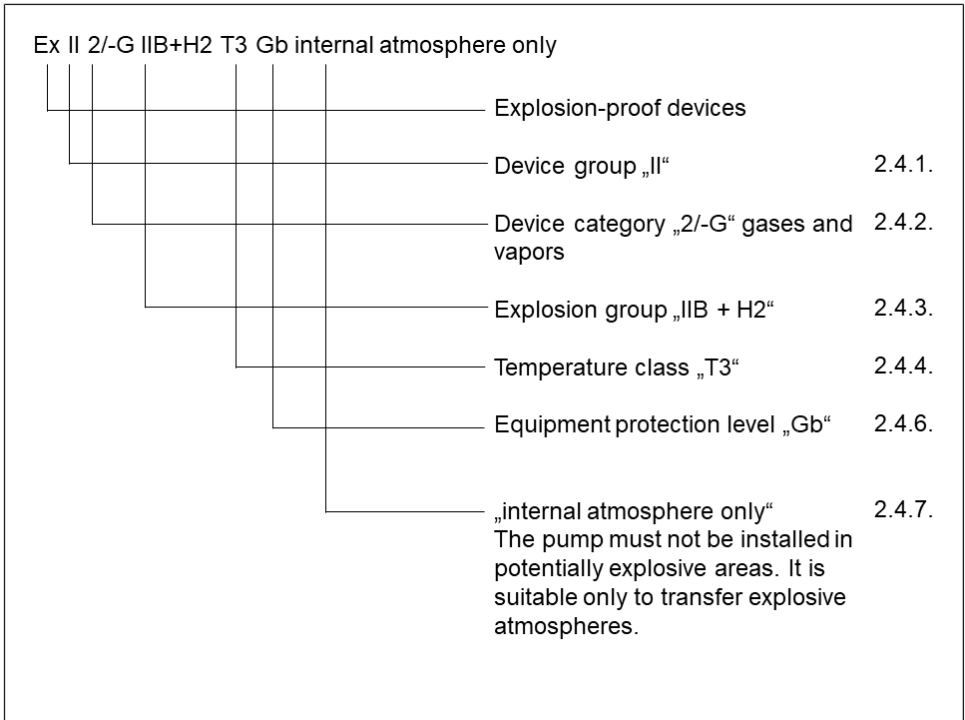 Ex II 2/-G IIB+H2 T3 Gb internal atmosphere only
Explosion-proof devices
Device group „II“ 2.4.1.
Device category „2/-G“ gases and 2.4.2.
vapors
Explosion group „IIB + H2“ 2.4.3.
Temperature class „T3“ 2.4.4.
Equipment protection level „Gb“ 2.4.6.
„internal atmosphere only“ 2.4.7.
The pump must not be installed in
potentially explosive areas. It is
suitable only to transfer explosive
atmospheres.